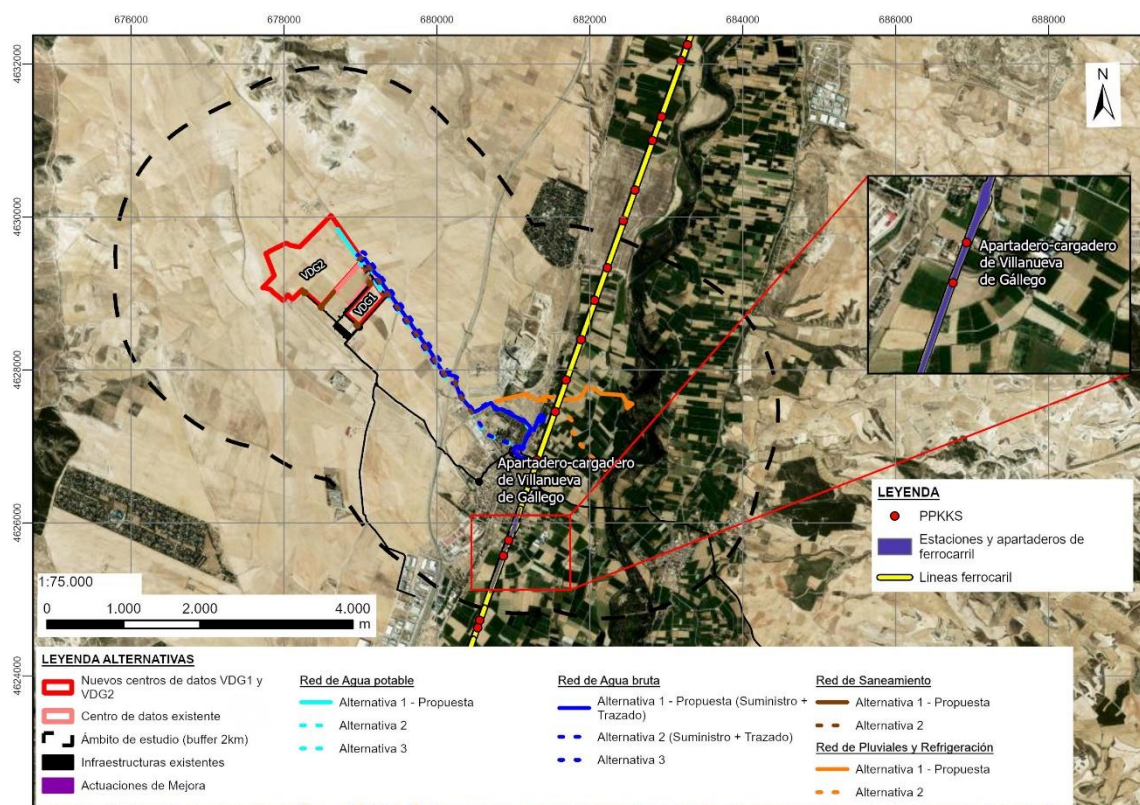 676000
678000
680000
682000
684000
686000
688000
4632000
4630000
4628000
4626000
4624000
N
VDG2
VDG1
Apartadero-cargadero
de Villanueva
de Gállego
Apartadero-cargadero
de Villanueva
de Gállego
LEYENDA
PPKKS
Estaciones y apartaderos de
ferrocarril
Lineas ferrocaril
1:75.000
0 1.000 2.000 4.000
m
LEYENDA ALTERNATIVAS
Nuevos centros de datos VDG1 y
VDG2
Centro de datos existente
Ámbito de estudio (buffer 2km)
Infraestructuras existentes
Actuaciones de Mejora
Red de Agua potable
Alternativa 1 - Propuesta
Alternativa 2
Alternativa 3
Red de Agua bruta
Alternativa 1 - Propuesta (Suministro +
Trazado)
Alternativa 2 (Suministro + Trazado)
Alternativa 3
Red de Saneamiento
Alternativa 1 - Propuesta
Alternativa 2
Red de Pluviales y Refrigeración
Alternativa 1 - Propuesta
Alternativa 2